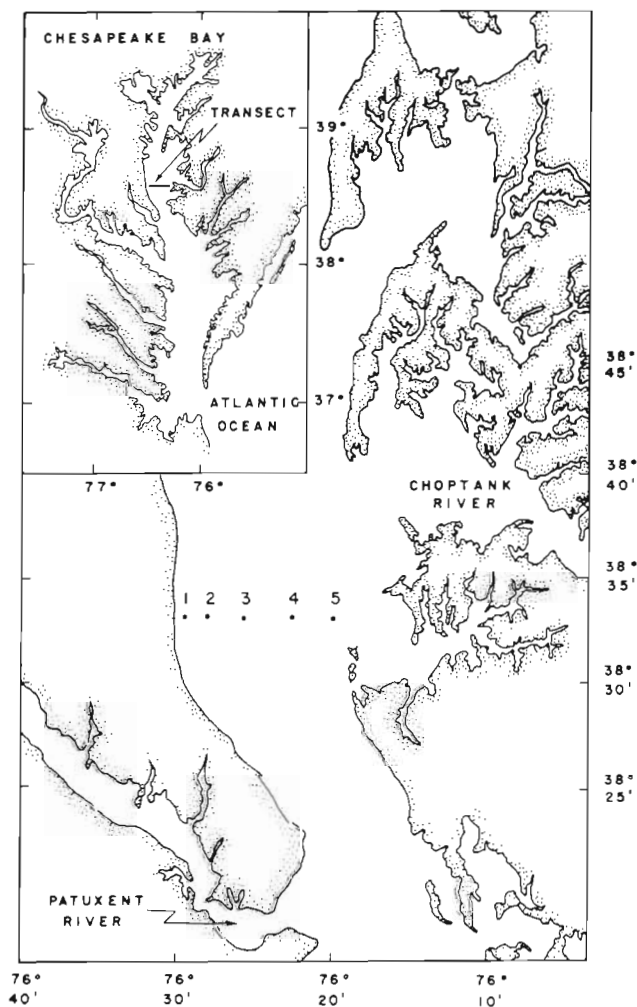 CHESAPEAKE BAY
TRANSECT
39°
38°
37°
ATLANTIC
OCEAN
77° 76°
38°
45'
38°
40'
CHOPTANK
RIVER
38°
35'
1 2 3 4 5
38°
30'
38°
25'
PATUXENT
RIVER
76° 76° 76° 76°
40' 30' 20' 10'